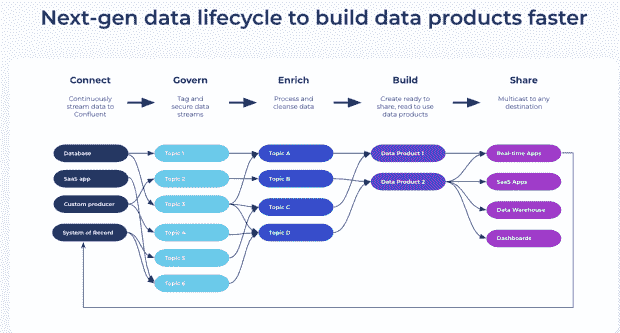 Next-gen data lifecycle to build data products faster
Connect
Continuously
stream data to
Confluent
Govern
Tag and
secure data
streams
Enrich
Process and
cleanse data
Build
Create ready to
share, read to use
data products
Share
Multicast to any
destination
Database
SaaS app
Custom producer
System of Record
Topic 1
Topic 2
Topic 3
Topic 4
Topic 5
Topic 6
Topic A
Topic B
Topic C
Topic D
Data Product 1
Data Product 2
Real-time Apps
SaaS Apps
Data Warehouse
Dashboards